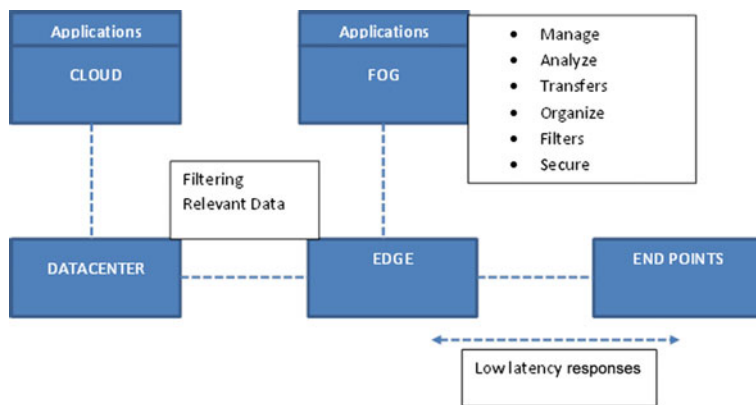 Applications
CLOUD
Applications
FOG
• Manage
• Analyze
• Transfers
• Organize
• Filters
• Secure
Filtering
Relevant Data
DATACENTER
EDGE
END POINTS
Low latency responses